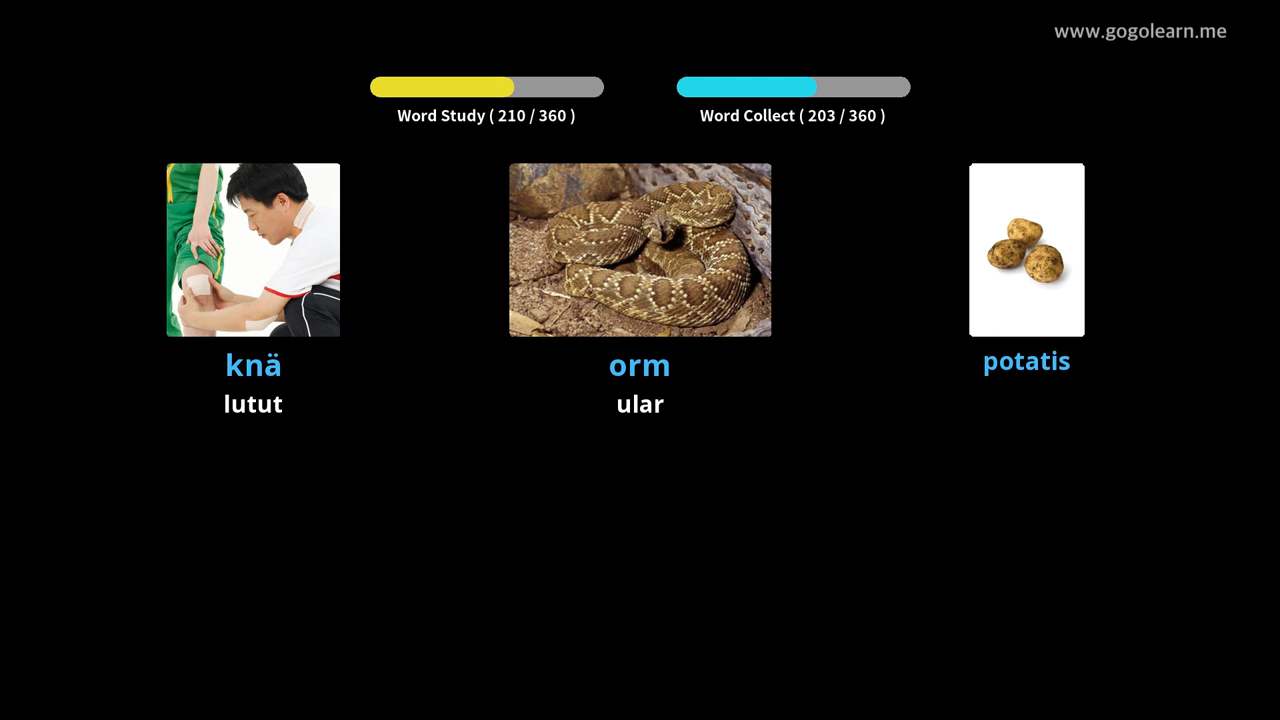 www.gogolearn.me
Word Study ( 210 / 360 )
Word Collect ( 203 / 360 )
knä
lutut
orm
ular
potatis